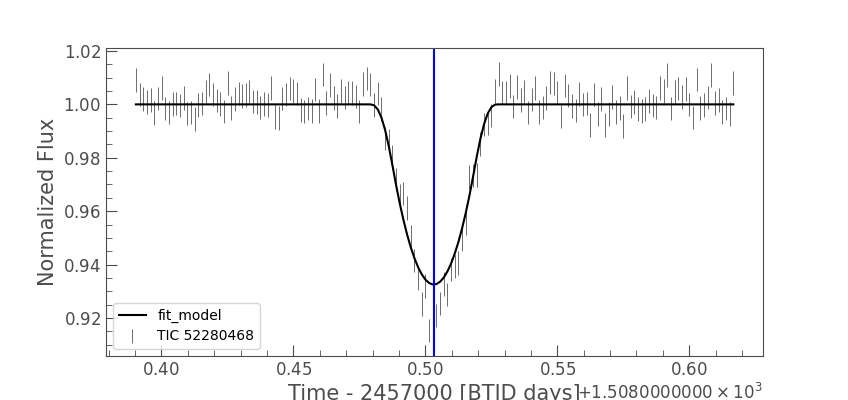 1.02
1.00
0.98
0.96
0.94
0.92
Normalized Flux
fit_model
TIC 52280468
0.40 0.45 0.50 0.55 0.60
Time - 2457000 [BTJD days]
+1.5080000000 × 10³